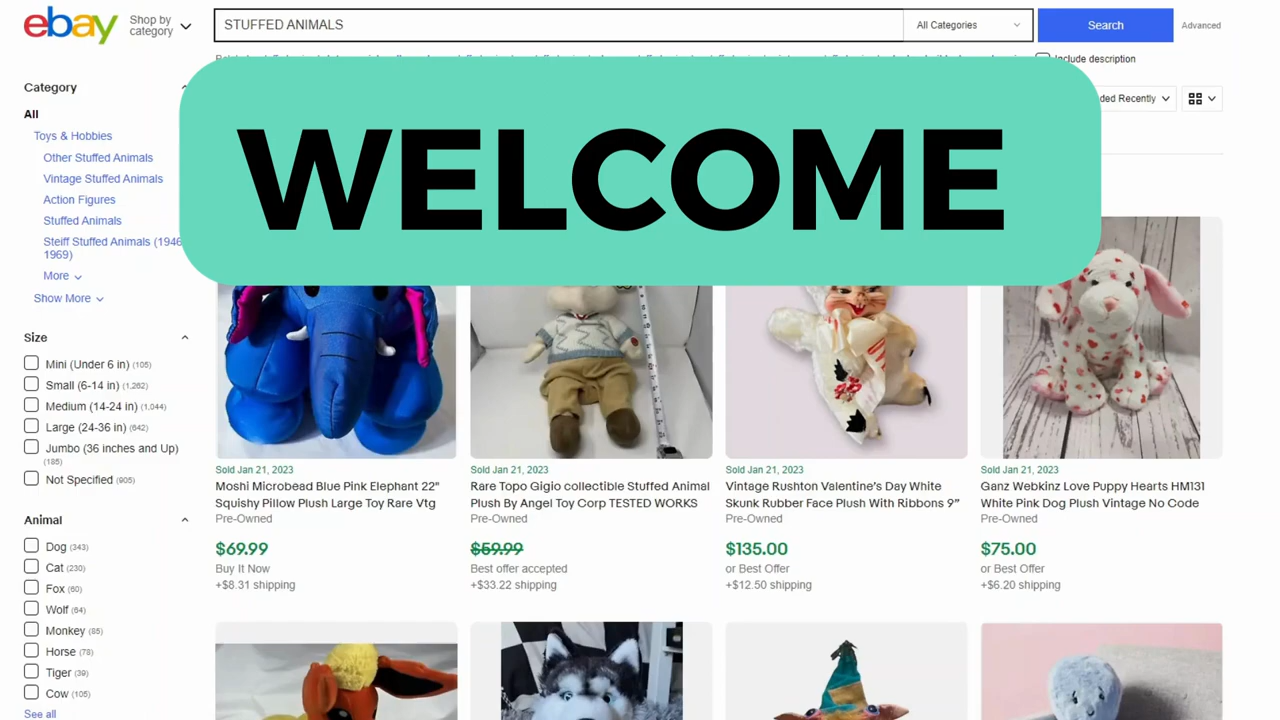 ebay
Shop by
category
STUFFED ANIMALS
All Categories
Search
Advanced
Include description
Category
All
Toys & Hobbies
Other Stuffed Animals
Vintage Stuffed Animals
Action Figures
Stuffed Animals
Steiff Stuffed Animals (1946
1969)
More
Show More
ded Recently
WELCOME
Size
Mini (Under 6 in) (105)
Small (6-14 in) (1,262)
Medium (14-24 in) (1,044)
Large (24-36 in) (642)
Jumbo (36 inches and Up)
(185)
Not Specified (905)
Animal
Dog (343)
Cat (230)
Fox (60)
Wolf (64)
Monkey (85)
Horse (78)
Tiger (39)
Cow (105)
See all
Sold Jan 21, 2023
Moshi Microbead Blue Pink Elephant 22"
Squishy Pillow Plush Large Toy Rare Vtg
Pre-Owned
$69.99
Buy It Now
+$8.31 shipping
Sold Jan 21, 2023
Rare Topo Gigio collectible Stuffed Animal
Plush By Angel Toy Corp TESTED WORKS
Pre-Owned
$59.99
Best offer accepted
+$33.22 shipping
Sold Jan 21, 2023
Vintage Rushton Valentine's Day White
Skunk Rubber Face Plush With Ribbons 9”
Pre-Owned
$135.00
or Best Offer
+$12.50 shipping
Sold Jan 21, 2023
Ganz Webkinz Love Puppy Hearts HM131
White Pink Dog Plush Vintage No Code
Pre-Owned
$75.00
or Best Offer
+$6.20 shipping